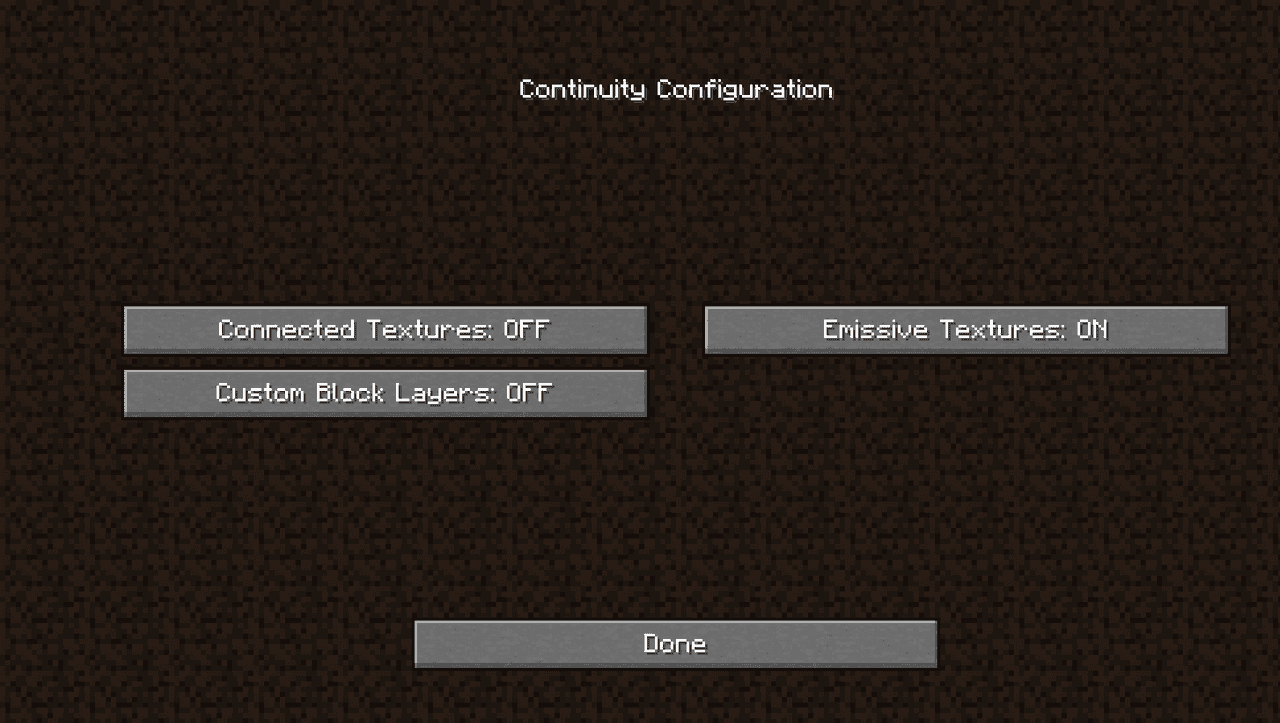 Continuity Configuration
Connected Textures: OFF
Emissive Textures: ON
Custom Block Layers: OFF
Done